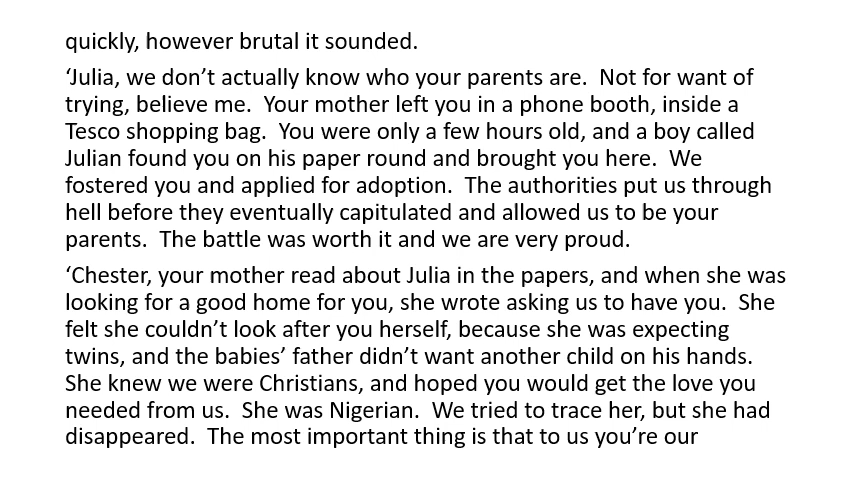 quickly, however brutal it sounded.
‘Julia, we don’t actually know who your parents are.  Not for want of
trying, believe me.  Your mother left you in a phone booth, inside a
Tesco shopping bag.  You were only a few hours old, and a boy called
Julian found you on his paper round and brought you here.  We
fostered you and applied for adoption.  The authorities put us through
hell before they eventually capitulated and allowed us to be your
parents.  The battle was worth it and we are very proud.
‘Chester, your mother read about Julia in the papers, and when she was
looking for a good home for you, she wrote asking us to have you.  She
felt she couldn’t look after you herself, because she was expecting
twins, and the babies’ father didn’t want another child on his hands.
She knew we were Christians, and hoped you would get the love you
needed from us.  She was Nigerian.  We tried to trace her, but she had
disappeared.  The most important thing is that to us you’re our